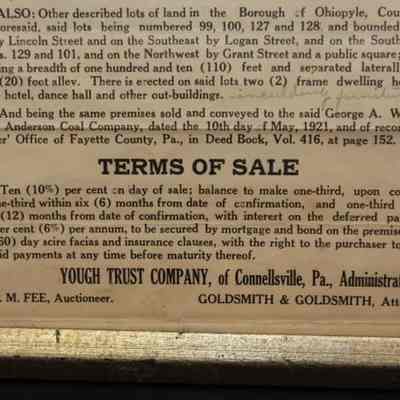 ALSO: Other described lots of land in the Borough of Ohiopyle, Cou
oresaid, said lots being numbered 99, 100, 127 and 128 and bounded
y Lincoln Street and on the Southeast by Logan Street, and on the South
s. 129 and 101, and on the Northwest by Grant Street and a public square;
ng a breadth of one hundred and ten (110) feet and separated laterall
(20) foot alley. There is erected on said lots two (2) frame dwelling ho
hotel, dance hall and other out-buildings. including
And being the same premises sold and conveyed to the said George A. W
Anderson Coal Company, dated the 10th day of May, 1921, and of recor
er' Office of Fayette County, Pa., in Deed Bock, Vol. 416, at page 152.
TERMS OF SALE
Ten (10%) per cent on day of sale; balance to make one-third, upon co
ne-third within six (6) months from date of confirmation, and one-third
(12) months from date of confirmation, with interest on the deferred pa
er cent (6%) per annum, to be secured by mortgage and bond on the premise
60) day scire facias and insurance clauses, with the right to the purchaser to
id payments at any time before maturity thereof.
YOUGH TRUST COMPANY, of Connellsville, Pa., Administrat
. M. FEE, Auctioneer. GOLDSMITH & GOLDSMITH, Att